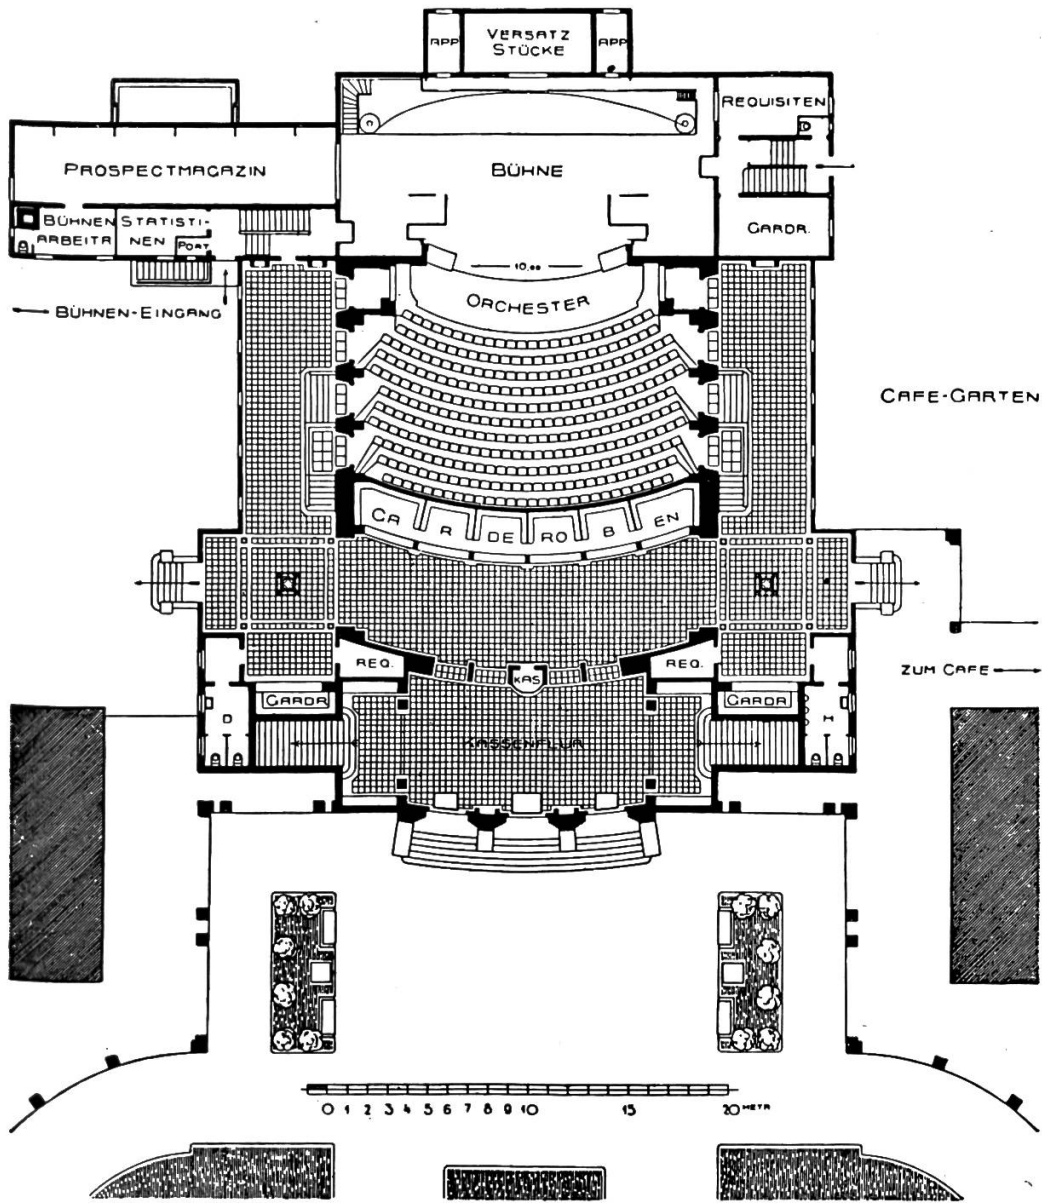 APP
VERSATZ
STÜCKE
APP
REQUISITEN
PROSPECTMAGAZIN
BÜHNE
BÜHNEN
ARBEITR
STATISTI-
NEN
PORT
GARDR.
10,00
ORCHESTER
BÜHNEN-EINGANG
CAFE-GARTEN
GA R DE RO B EN
REQ.
KAS
REQ.
ZUM CAFE
GARDR
GARDR
D
KASSENFLUR
H
0 1 2 3 4 5 6 7 8 9 10 15 20 METR